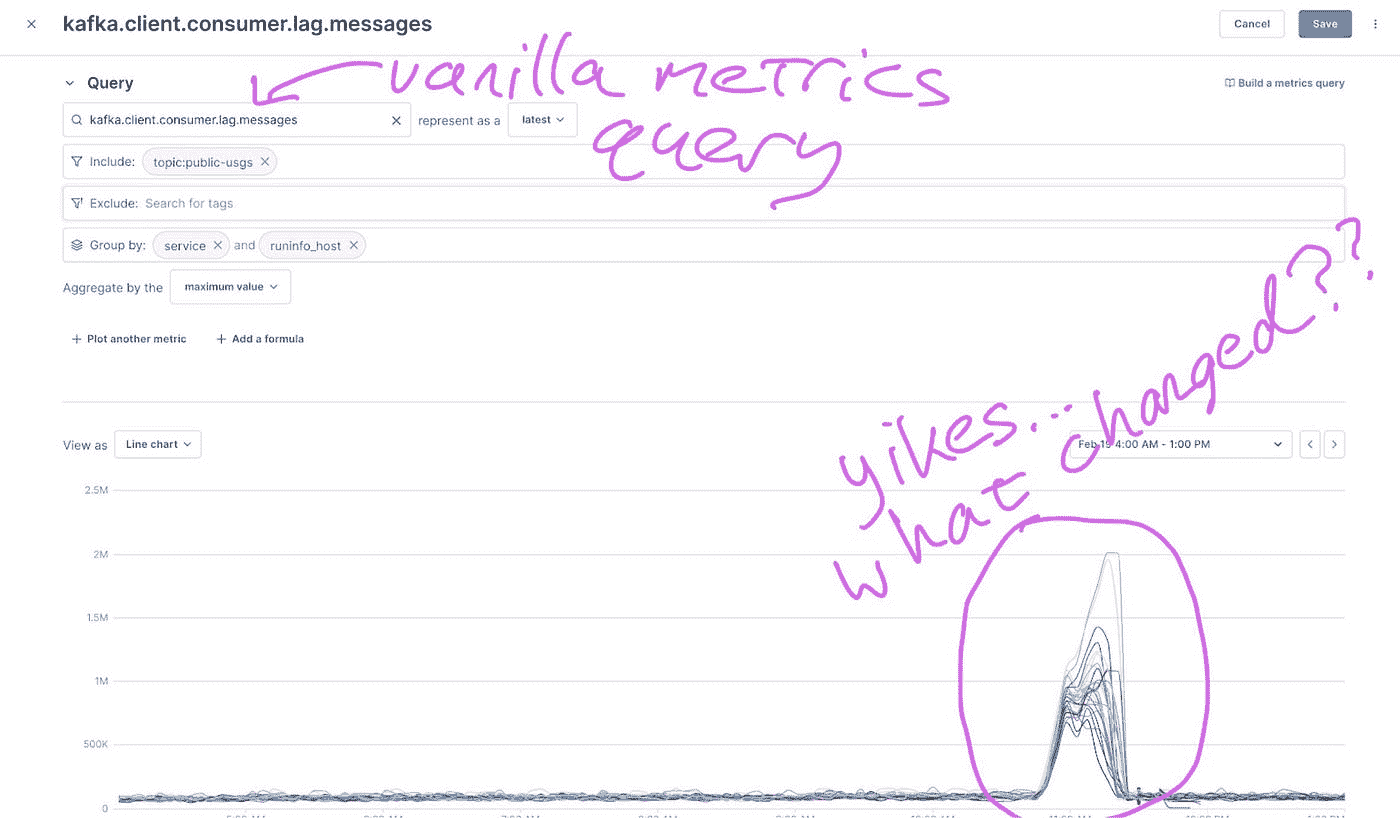 kafka.client.consumer.lag.messages
Cancel
Save
Query
Build a metrics query
vanilla metrics
query
kafka.client.consumer.lag.messages
represent as a
latest
Include: topic:public-usgs
Exclude: Search for tags
Group by: service and runinfo_host
Aggregate by the maximum value
Plot another metric
Add a formula
yikes...
what changed??
View as Line chart
Feb 19 4:00 AM - 1:00 PM
2.5M
2M
1.5M
1M
500K
0